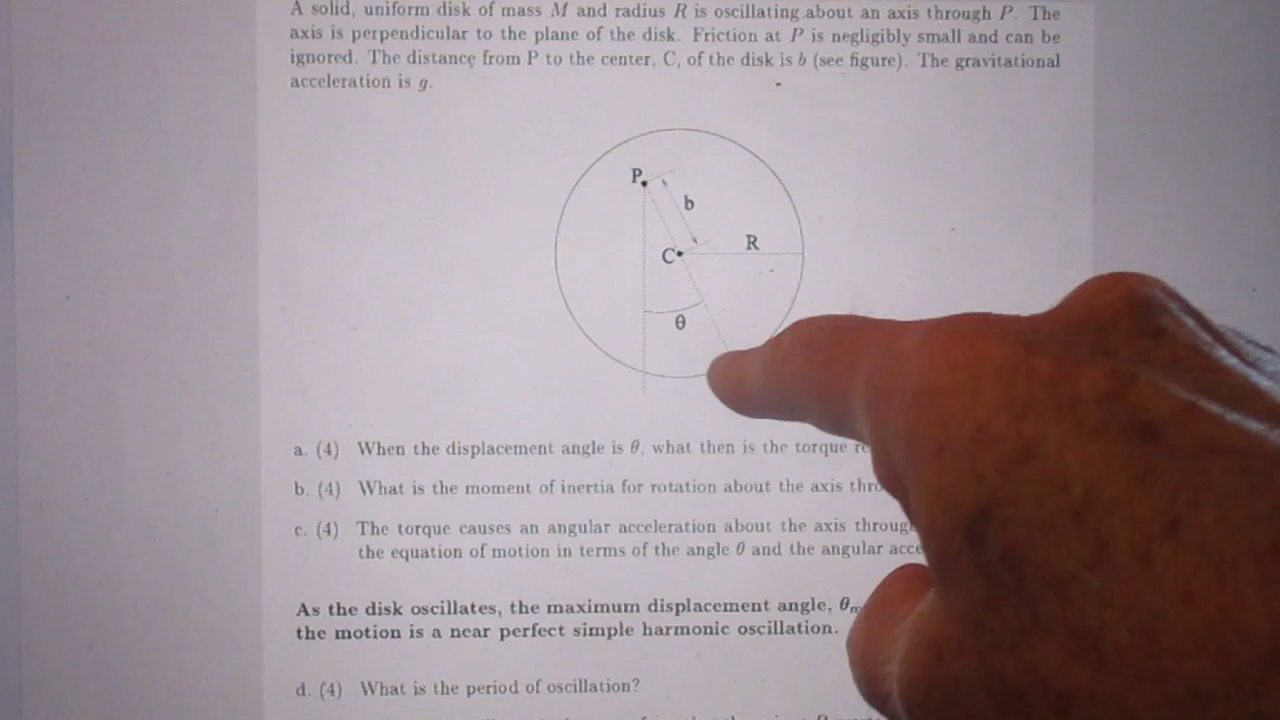 A solid, uniform disk of mass M and radius R is oscillating about an axis through P. The
axis is perpendicular to the plane of the disk. Friction at P is negligibly small and can be
ignored. The distance from P to the center, C, of the disk is b (see figure). The gravitational
acceleration is g.
P
b
C
R
θ
a. (4) When the displacement angle is θ, what then is the torque
b. (4) What is the moment of inertia for rotation about the axis
c. (4) The torque causes an angular acceleration about the axis
the equation of motion in terms of the angle θ and the angular
As the disk oscillates, the maximum displacement angle,
the motion is a near perfect simple harmonic oscillation.
d. (4) What is the period of oscillation?